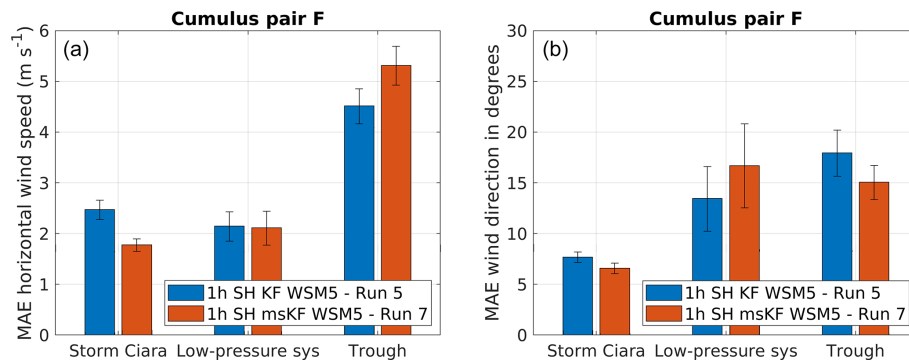 Cumulus pair F
(a)
MAE horizontal wind speed (m s⁻¹)
6
5
4
3
2
1
0
1h SH KF WSM5 - Run 5
1h SH msKF WSM5 - Run 7
Storm Ciara Low-pressure sys Trough
Cumulus pair F
(b)
MAE wind direction in degrees
30
25
20
15
10
5
0
1h SH KF WSM5 - Run 5
1h SH msKF WSM5 - Run 7
Storm Ciara Low-pressure sys Trough